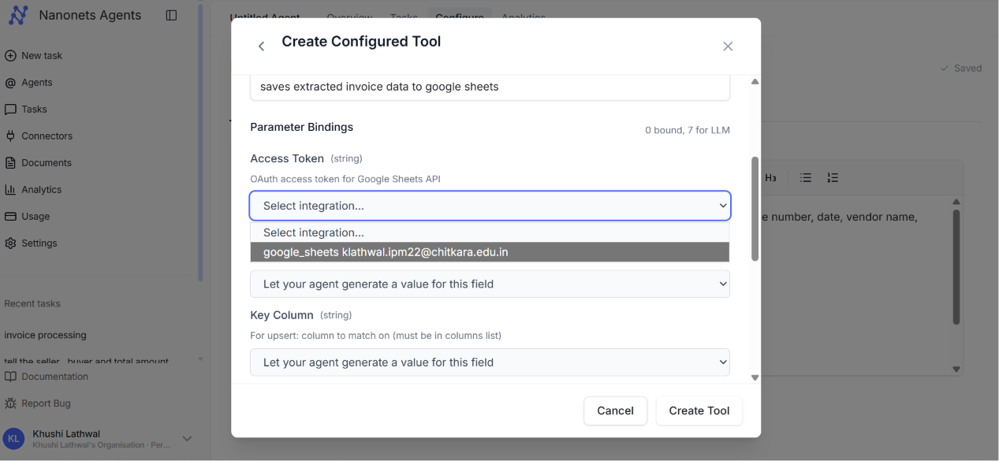 Nanonets Agents
New task
Agents
Tasks
Connectors
Documents
Analytics
Usage
Settings
Recent tasks
invoice processing
tell the seller , buyer and total amount
Documentation
Report Bug
KL
Khushi Lathwal
Khushi Lathwal's Organisation · Per...
Untitled Agent Overview Tasks Configure Analytics
Saved
H3
e number, date, vendor name,
Create Configured Tool
saves extracted invoice data to google sheets
Parameter Bindings
0 bound, 7 for LLM
Access Token (string)
OAuth access token for Google Sheets API
Select integration...
Select integration...
google_sheets klathwal.ipm22@chitkara.edu.in
Let your agent generate a value for this field
Key Column (string)
For upsert: column to match on (must be in columns list)
Let your agent generate a value for this field
Cancel
Create Tool